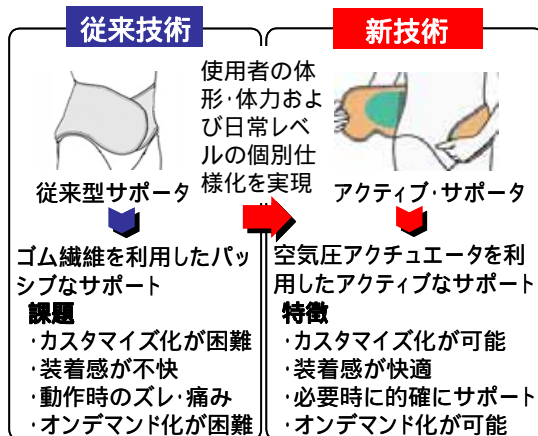 従来技術
従来型サポータ
ゴム繊維を利用したパッ
シブなサポート
課題
･カスタマイズ化が困難
･装着感が不快
･動作時のズレ･痛み
･オンデマンド化が困難
使用者の体
形･体力およ
び日常レベ
ルの個別仕
様化を実現
新技術
アクティブ･サポータ
空気圧アクチュエータを利
用したアクティブなサポート
特徴
･カスタマイズ化が可能
･装着感が快適
･必要時に的確にサポート
･オンデマンド化が可能